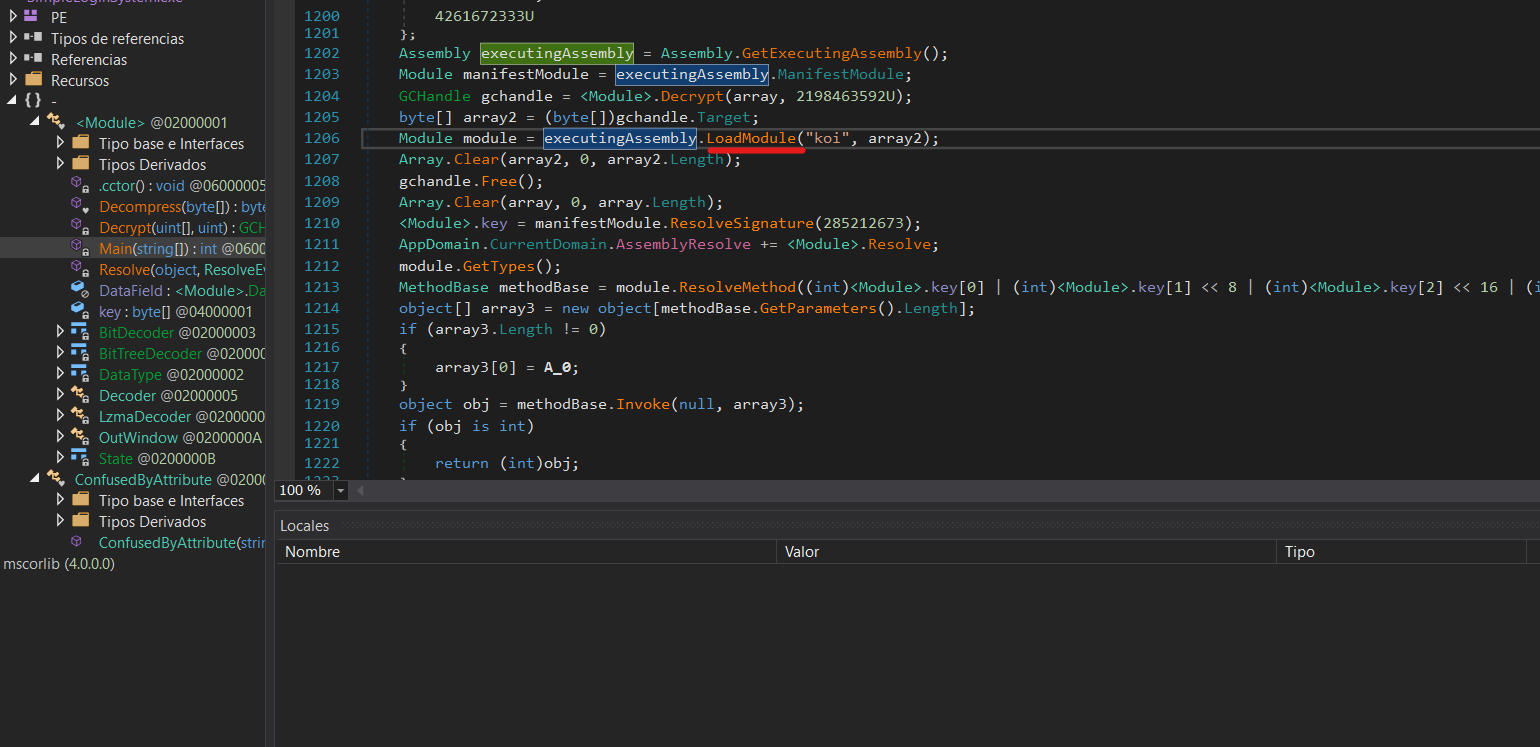 SimpleLoginSystem.exe
PE
Tipos de referencias
Referencias
Recursos
{ } -
<Module> @02000001
Tipo base e Interfaces
Tipos Derivados
.cctor() : void @06000005
Decompress(byte[]) : byte
Decrypt(uint[], uint) : GCH
Main(string[]) : int @0600
Resolve(object, ResolveEv
DataField : <Module>.Da
key : byte[] @04000001
BitDecoder @02000003
BitTreeDecoder @020000
DataType @02000002
Decoder @02000005
LzmaDecoder @0200000
OutWindow @0200000A
State @0200000B
ConfusedByAttribute @0200
Tipo base e Interfaces
Tipos Derivados
ConfusedByAttribute(strin
mscorlib (4.0.0.0)
1200 4261672333U
1201 };
1202 Assembly executingAssembly = Assembly.GetExecutingAssembly();
1203 Module manifestModule = executingAssembly.ManifestModule;
1204 GCHandle gchandle = <Module>.Decrypt(array, 2198463592U);
1205 byte[] array2 = (byte[])gchandle.Target;
1206 Module module = executingAssembly.LoadModule("koi", array2);
1207 Array.Clear(array2, 0, array2.Length);
1208 gchandle.Free();
1209 Array.Clear(array, 0, array.Length);
1210 <Module>.key = manifestModule.ResolveSignature(285212673);
1211 AppDomain.CurrentDomain.AssemblyResolve += <Module>.Resolve;
1212 module.GetTypes();
1213 MethodBase methodBase = module.ResolveMethod((int)<Module>.key[0] | (int)<Module>.key[1] << 8 | (int)<Module>.key[2] << 16 | (i
1214 object[] array3 = new object[methodBase.GetParameters().Length];
1215 if (array3.Length != 0)
1216 {
1217 array3[0] = A_0;
1218 }
1219 object obj = methodBase.Invoke(null, array3);
1220 if (obj is int)
1221 {
1222 return (int)obj;
100 %
Locales
Nombre Valor Tipo